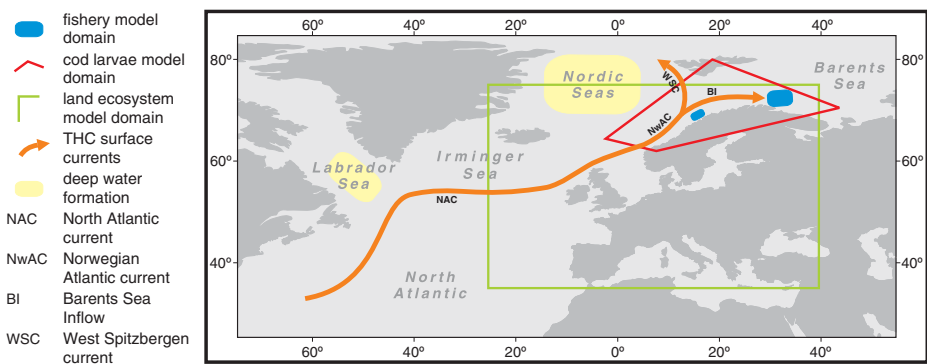 fishery model
domain
cod larvae model
domain
land ecosystem
model domain
THC surface
currents
deep water
formation
NAC North Atlantic
current
NwAC Norwegian
Atlantic current
BI Barents Sea
Inflow
WSC West Spitzbergen
current
60º 40º 20º 0º 20º 40º
80º 80º
60º 60º
40º 40º
60º 40º 20º 0º 20º 40º
Nordic
Seas
Barents
Sea
WSC
BI
NwAC
Irminger
Sea
Labrador
Sea
NAC
North
Atlantic